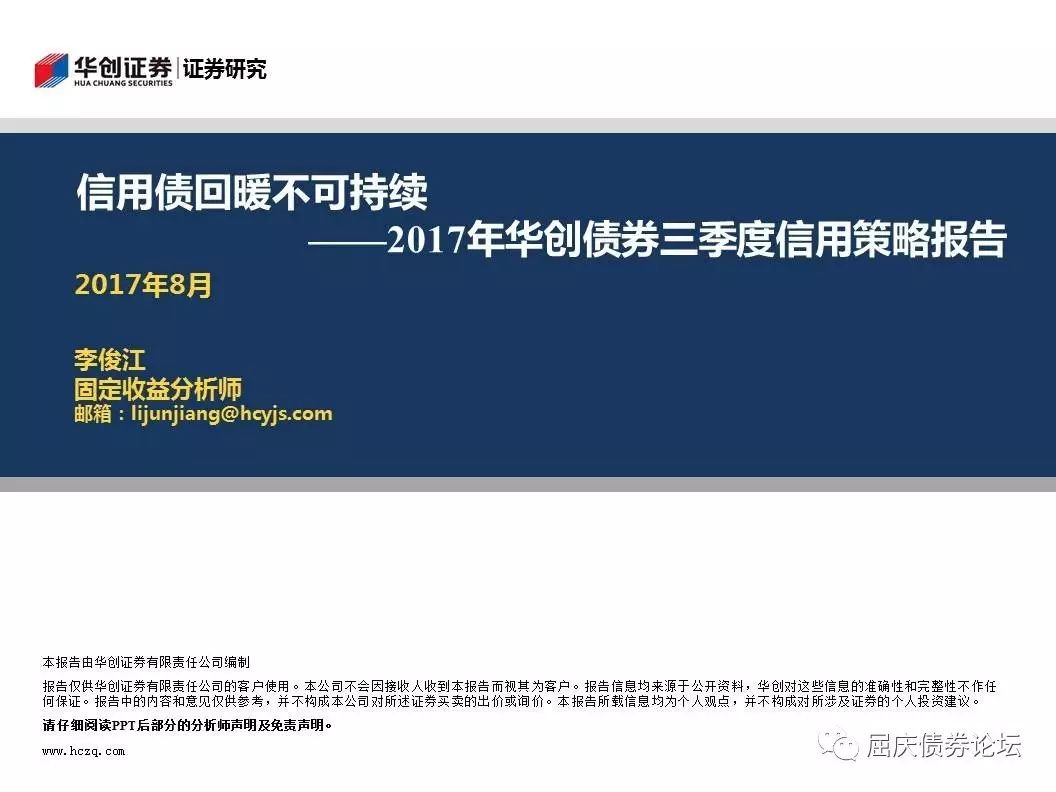 华创证券 证券研究
HUA CHUANG SECURITIES
信用债回暖不可持续
——2017年华创债券三季度信用策略报告
2017年8月
李俊江
固定收益分析师
邮箱：lijunjiang@hcyjs.com
本报告由华创证券有限责任公司编制
报告仅供华创证券有限责任公司的客户使用。本公司不会因接收人收到本报告而视其为客户。报告信息均来源于公开资料，华创对这些信息的准确性和完整性不作任
何保证。报告中的内容和意见仅供参考，并不构成本公司对所述证券买卖的出价或询价。本报告所载信息均为个人观点，并不构成对所涉及证券的个人投资建议。
请仔细阅读PPT后部分的分析师声明及免责声明。
www.hczq.com
屈庆债券论坛